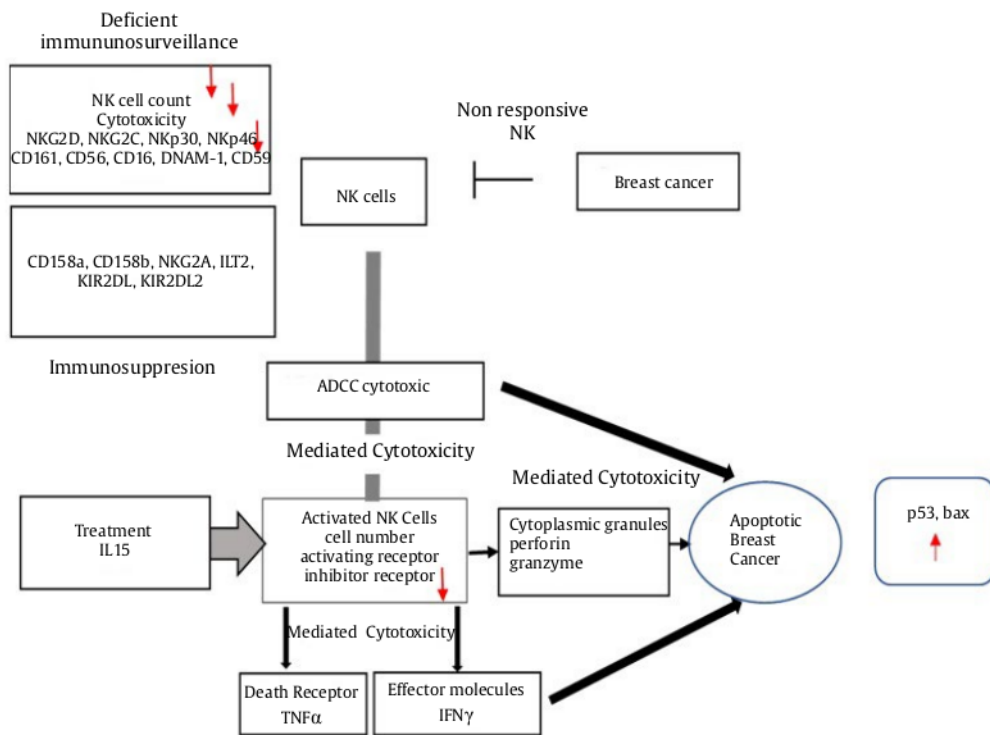 Deficient
immununosurveillance
NK cell count
Cytotoxicity
NKG2D, NKG2C, NKp30, NKp46
CD161, CD56, CD16, DNAM-1, CD59
Non responsive
NK
NK cells
Breast cancer
CD158a, CD158b, NKG2A, ILT2,
KIR2DL, KIR2DL2
Immunosuppresion
ADCC cytotoxic
Mediated Cytotoxicity
Mediated Cytotoxicity
Treatment
IL15
Activated NK Cells
cell number
activating receptor
inhibitor receptor
Cytoplasmic granules
perforin
granzyme
Apoptotic
Breast
Cancer
p53, bax
Mediated Cytotoxicity
Death Receptor
TNFα
Effector molecules
IFNγ